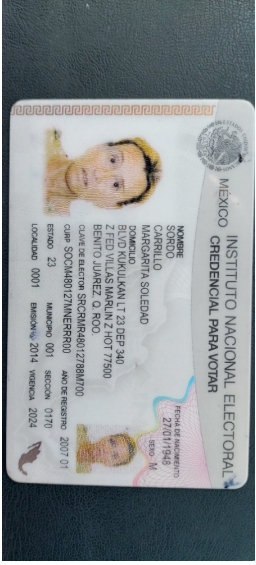 MÉXICO
INSTITUTO NACIONAL ELECTORAL
CREDENCIAL PARA VOTAR
NOMBRE
SORDO
CARRILLO
MARGARITA SOLEDAD
DOMICILIO
BLVD KUKULKAN LT 23 DEP 340
Z FED VILLAS MARLIN Z HOT 77500
BENITO JUAREZ, Q. ROO.
FECHA DE NACIMIENTO
27/01/1948
SEXO M
CLAVE DE ELECTOR SRCRMR48012788M700
CURP SOCM480127MNERRR00
AÑO DE REGISTRO 2007 01
ESTADO 23
MUNICIPIO 001
SECCIÓN 0170
LOCALIDAD 0001
EMISIÓN 2014
VIGENCIA 2024